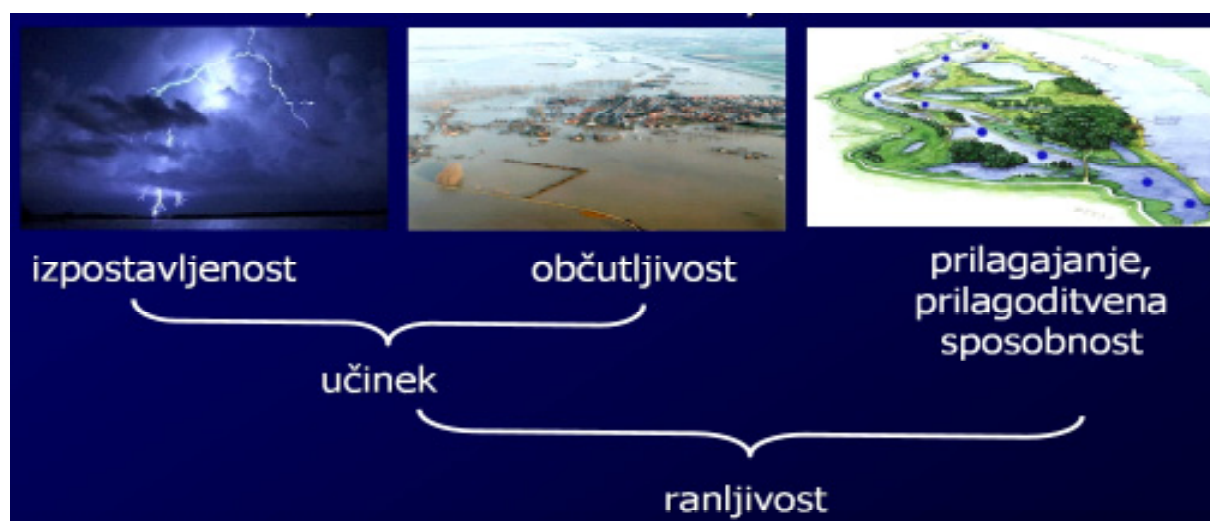 izpostavljenost
občutljivost
prilagajanje,
prilagoditvena
sposobnost
učinek
ranljivost